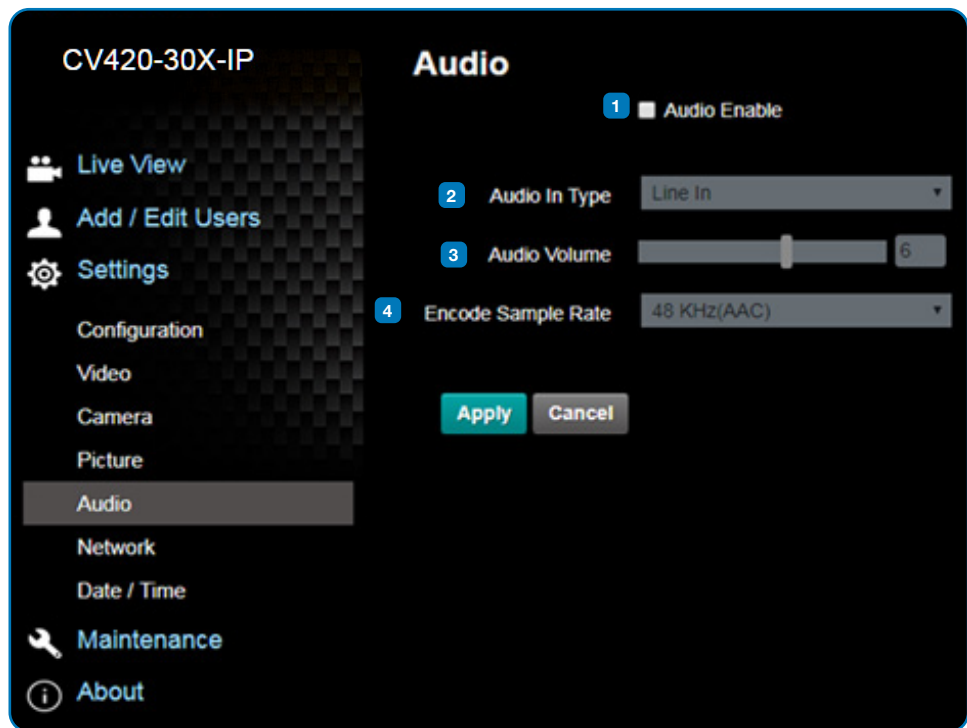 CV420-30X-IP
Live View
Add / Edit Users
Settings
Configuration
Video
Camera
Picture
Audio
Network
Date / Time
Maintenance
About
Audio
1 Audio Enable
2 Audio In Type Line In
3 Audio Volume 6
4 Encode Sample Rate 48 KHz(AAC)
Apply Cancel